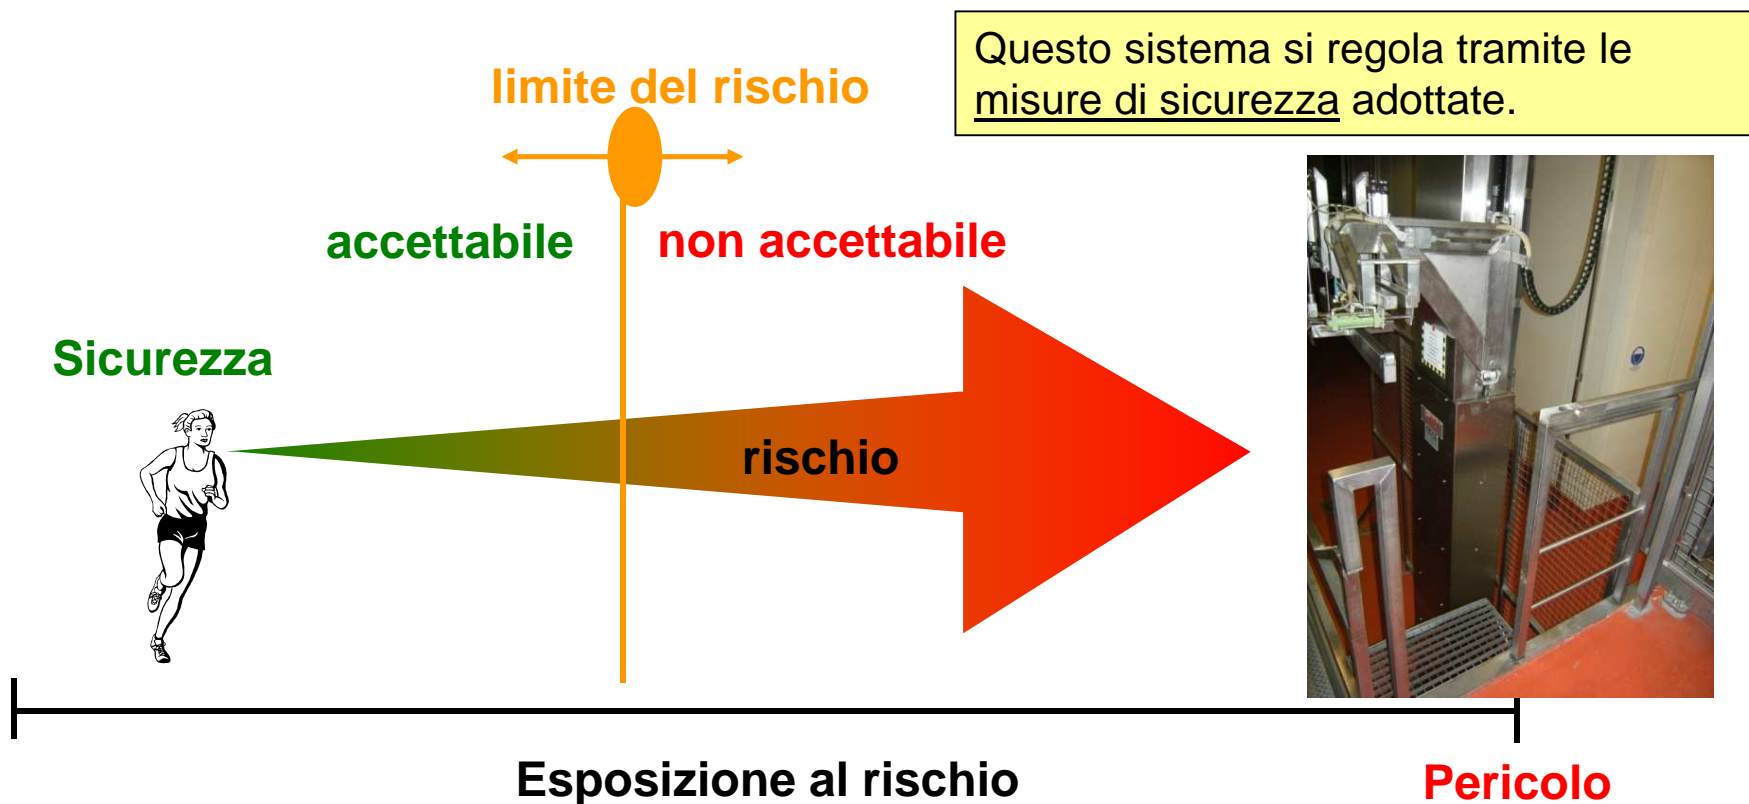 Questo sistema si regola tramite le
misure di sicurezza adottate.
limite del rischio
accettabile
non accettabile
Sicurezza
rischio
Esposizione al rischio
Pericolo